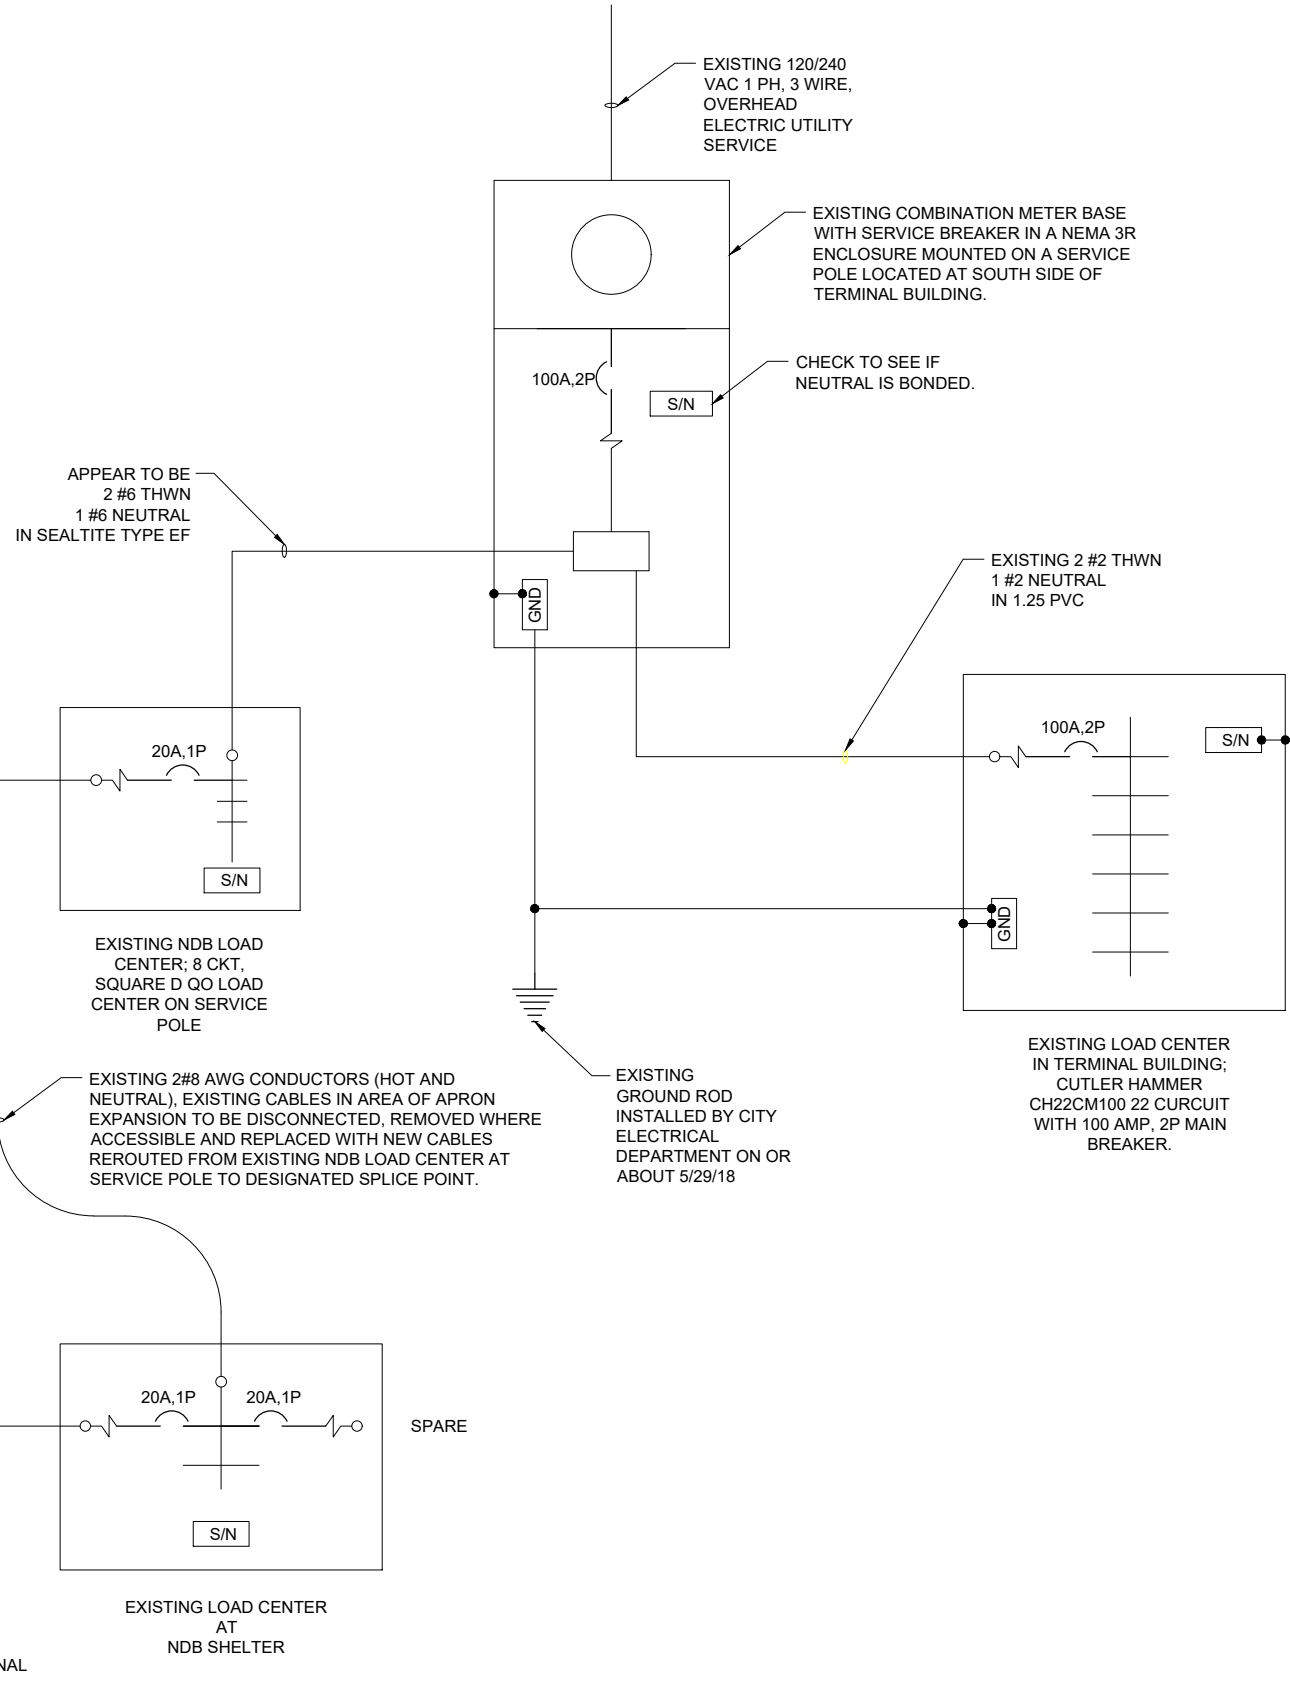 EXISTING 120/240
VAC 1 PH, 3 WIRE,
OVERHEAD
ELECTRIC UTILITY
SERVICE
EXISTING COMBINATION METER BASE
WITH SERVICE BREAKER IN A NEMA 3R
ENCLOSURE MOUNTED ON A SERVICE
POLE LOCATED AT SOUTH SIDE OF
TERMINAL BUILDING.
100A,2P
S/N
CHECK TO SEE IF
NEUTRAL IS BONDED.
APPEAR TO BE
2 #6 THWN
1 #6 NEUTRAL
IN SEALTITE TYPE EF
GND
EXISTING 2 #2 THWN
1 #2 NEUTRAL
IN 1.25 PVC
20A,1P
S/N
EXISTING NDB LOAD
CENTER; 8 CKT,
SQUARE D QO LOAD
CENTER ON SERVICE
POLE
100A,2P
S/N
GND
EXISTING LOAD CENTER
IN TERMINAL BUILDING;
CUTLER HAMMER
CH22CM100 22 CURCUIT
WITH 100 AMP, 2P MAIN
BREAKER.
EXISTING
GROUND ROD
INSTALLED BY CITY
ELECTRICAL
DEPARTMENT ON OR
ABOUT 5/29/18
EXISTING 2#8 AWG CONDUCTORS (HOT AND
NEUTRAL), EXISTING CABLES IN AREA OF APRON
EXPANSION TO BE DISCONNECTED, REMOVED WHERE
ACCESSIBLE AND REPLACED WITH NEW CABLES
REROUTED FROM EXISTING NDB LOAD CENTER AT
SERVICE POLE TO DESIGNATED SPLICE POINT.
20A,1P
20A,1P
SPARE
S/N
EXISTING LOAD CENTER
AT
NDB SHELTER
NAL